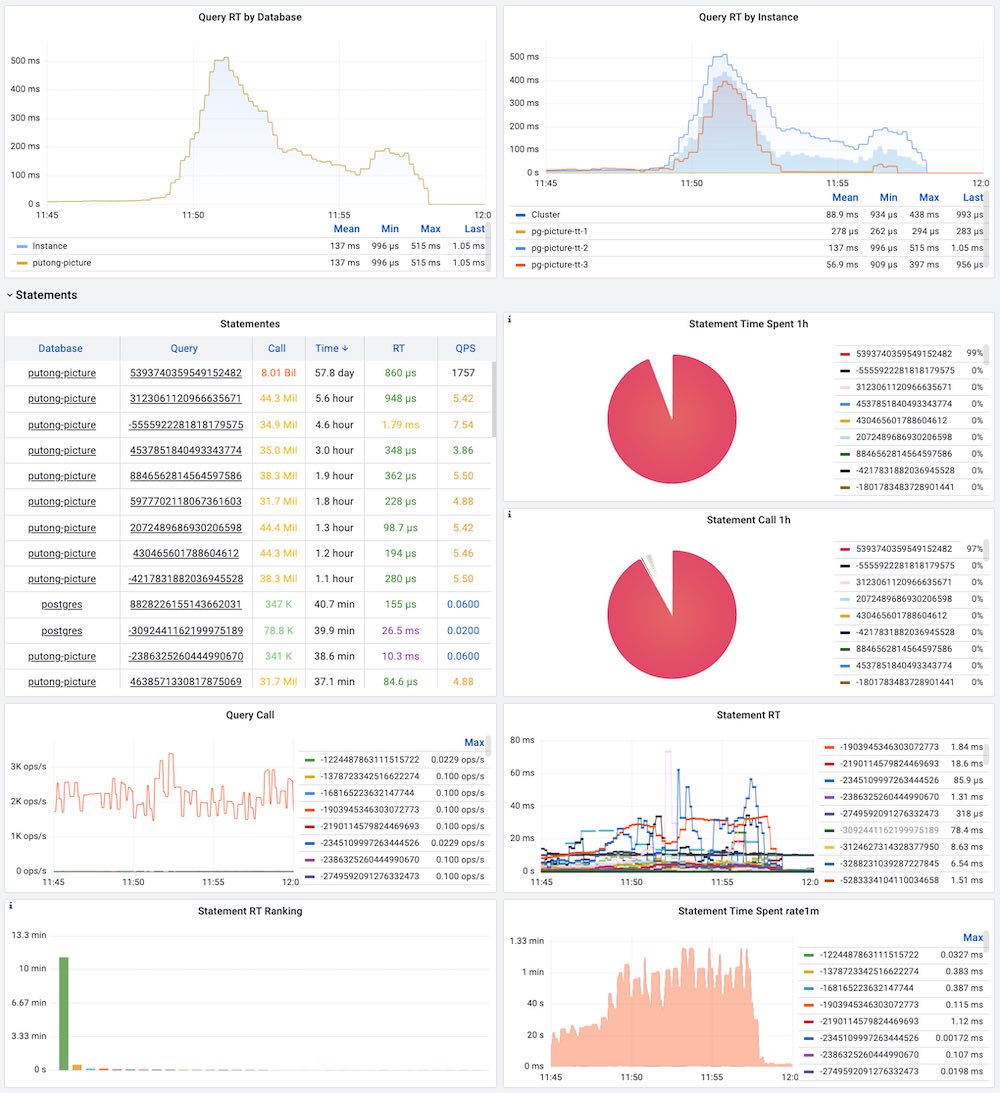 Query RT by Database
500 ms
400 ms
300 ms
200 ms
100 ms
0 s
11:45 11:50 11:55 12:0
Mean Min Max Last
Instance 137 ms 996 µs 515 ms 1.05 ms
putong-picture 137 ms 996 µs 515 ms 1.05 ms
Query RT by Instance
500 ms
400 ms
300 ms
200 ms
100 ms
0 s
11:45 11:50 11:55 12:0
Mean Min Max Last
Cluster 88.9 ms 934 µs 438 ms 993 µs
pg-picture-tt-1 278 µs 262 µs 294 µs 283 µs
pg-picture-tt-2 137 ms 996 µs 515 ms 1.05 ms
pg-picture-tt-3 56.9 ms 909 µs 397 ms 956 µs
Statements
Statementes
Database Query Call Time ↓ RT QPS
putong-picture 5393740359549152482 8.01 Bil 57.8 day 860 µs 1757
putong-picture 3123061120966635671 44.3 Mil 5.6 hour 948 µs 5.42
putong-picture -5555922281818179575 34.9 Mil 4.6 hour 1.79 ms 7.54
putong-picture 4537851840493343774 35.0 Mil 3.0 hour 348 µs 3.86
putong-picture 8846562814564597586 38.3 Mil 1.9 hour 362 µs 5.50
putong-picture 5977702118067361603 31.7 Mil 1.8 hour 228 µs 4.88
putong-picture 2072489686930206598 44.4 Mil 1.3 hour 98.7 µs 5.42
putong-picture 430465601788604612 44.3 Mil 1.2 hour 194 µs 5.46
putong-picture -4217831882036945528 38.3 Mil 1.1 hour 280 µs 5.50
postgres 8828226155143662031 347 K 40.7 min 155 µs 0.0600
postgres -3092441162199975189 78.8 K 39.9 min 26.5 ms 0.0200
putong-picture -2386325260444990670 341 K 38.6 min 10.3 ms 0.0600
putong-picture 4638571330817875069 31.7 Mil 37.1 min 84.6 µs 4.88
i
Statement Time Spent 1h
5393740359549152482 99%
-5555922281818179575 0%
3123061120966635671 0%
4537851840493343774 0%
430465601788604612 0%
2072489686930206598 0%
8846562814564597586 0%
-4217831882036945528 0%
-1801783483728901441 0%
i
Statement Call 1h
5393740359549152482 97%
-5555922281818179575 0%
3123061120966635671 0%
2072489686930206598 0%
430465601788604612 0%
-4217831882036945528 0%
8846562814564597586 0%
4537851840493343774 0%
-1801783483728901441 0%
Query Call
3K ops/s
2K ops/s
1K ops/s
0 ops/s
11:45 11:50 11:55 12:0
Max
-1224487863111515722 0.0229 ops/s
-1378723342516622274 0.100 ops/s
-168165223632147744 0.100 ops/s
-1903945346303072773 0.100 ops/s
-2190114579824469693 0.100 ops/s
-2345109997263444526 0.0229 ops/s
-2386325260444990670 0.100 ops/s
-2749592091276332473 0.100 ops/s
Statement RT
80 ms
60 ms
40 ms
20 ms
0 s
11:45 11:50 11:55 12:0
-1903945346303072773 1.84 ms
-2190114579824469693 18.6 ms
-2345109997263444526 85.9 µs
-2386325260444990670 1.31 ms
-2749592091276332473 318 µs
-3092441162199975189 78.4 ms
-3124627314328377950 8.63 ms
-3288231039287227845 6.54 ms
-5283334104110034658 1.51 ms
i
Statement RT Ranking
13.3 min
10 min
6.67 min
3.33 min
0 s
Statement Time Spent rate1m
1.33 min
1 min
40 s
20 s
0 ms
11:45 11:50 11:55 12:0
Max
-1224487863111515722 0.0327 ms
-1378723342516622274 0.383 ms
-168165223632147744 0.387 ms
-1903945346303072773 0.115 ms
-2190114579824469693 1.12 ms
-2345109997263444526 0.00172 ms
-2386325260444990670 0.107 ms
-2749592091276332473 0.0198 ms